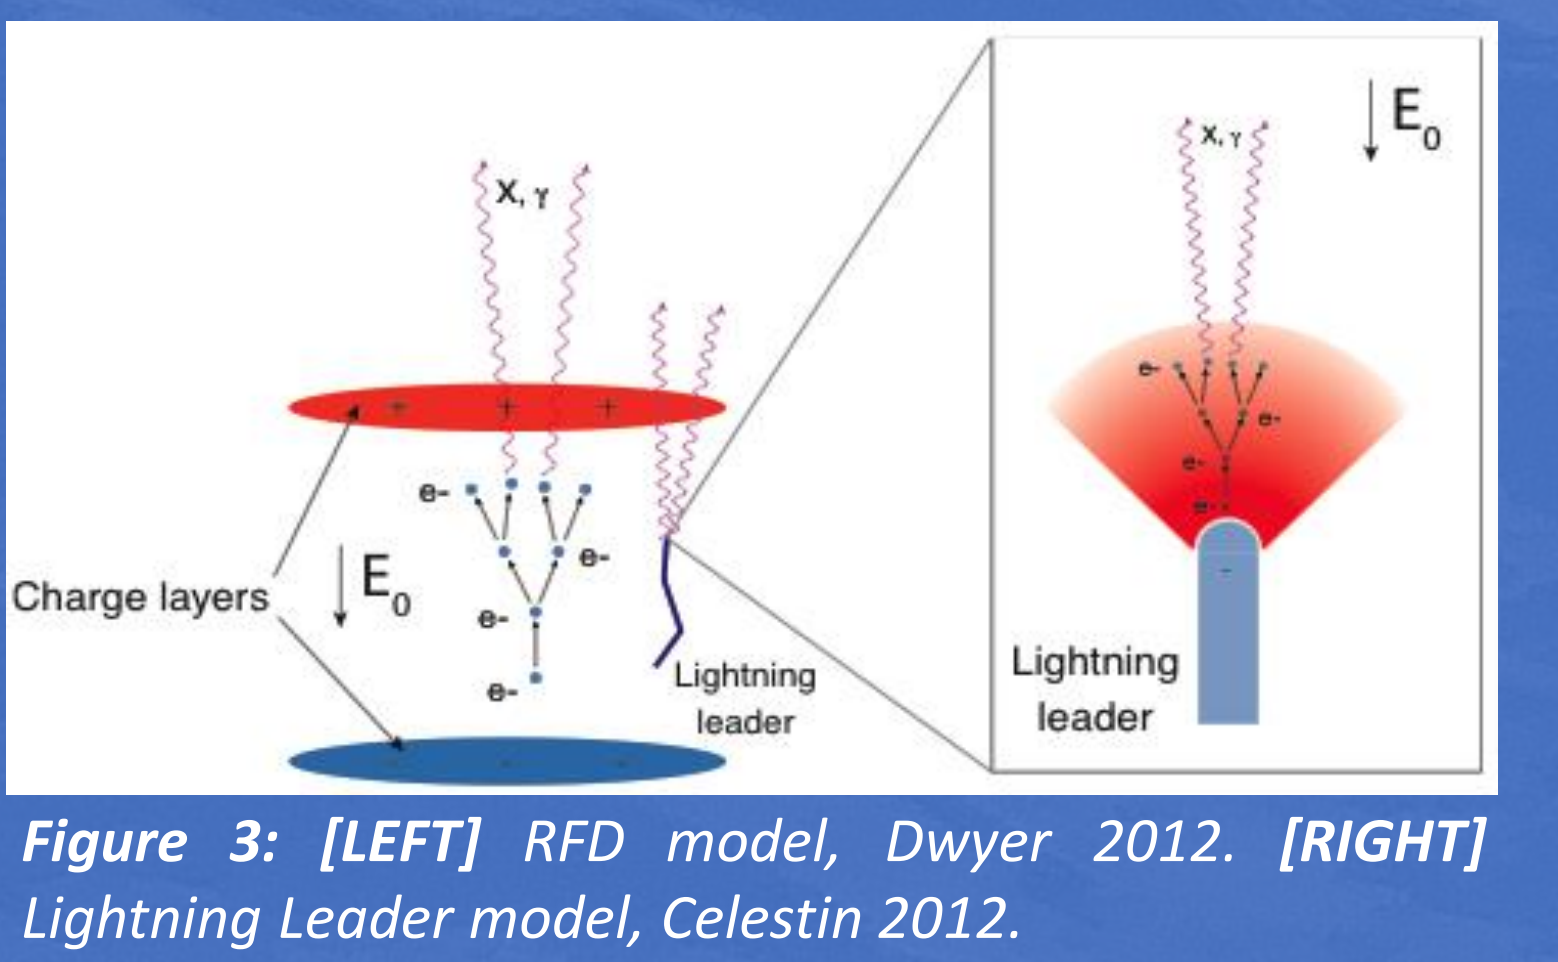 X, γ
+ + +
e-
e-
e-
e-
E0
Charge layers
Lightning
leader
- - -
E0
X, γ
e-
e-
e-
e-
-
Lightning
leader
Figure 3: [LEFT] RFD model, Dwyer 2012. [RIGHT]
Lightning Leader model, Celestin 2012.